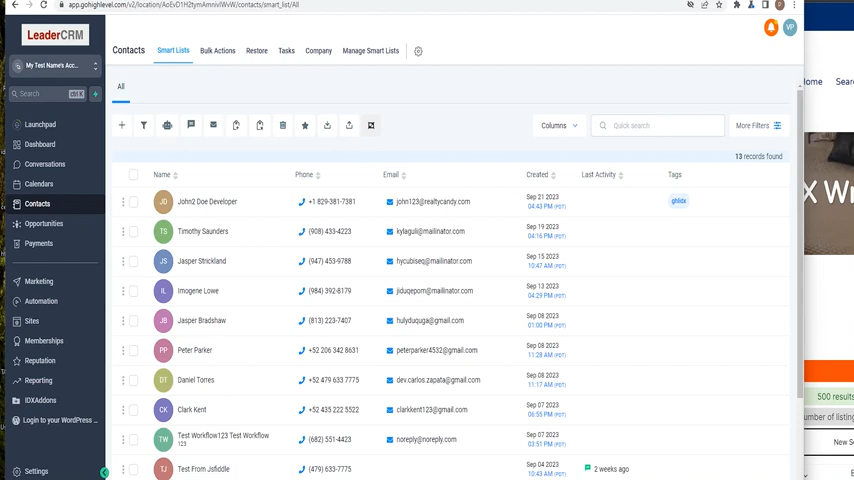 app.gohighlevel.com/v2/location/AoEvD1H2tymAmnivIWvW/contacts/smart_list/All
LeaderCRM
My Test Name's Acc...
Search
ctrl K
Launchpad
Dashboard
Conversations
Calendars
Contacts
Opportunities
Payments
Marketing
Automation
Sites
Memberships
Reputation
Reporting
IDXAddons
Login to your WordPress ...
Settings
Contacts Smart Lists Bulk Actions Restore Tasks Company Manage Smart Lists
VP
All
Columns Quick search More Filters
13 records found
Name Phone Email Created Last Activity Tags
JD John2 Doe Developer +1 829-381-7381 john123@realtycandy.com Sep 21 2023 ghlidx
04:43 PM (PDT)
TS Timothy Saunders (908) 433-4223 kylaguli@mailinator.com Sep 19 2023
04:16 PM (PDT)
JS Jasper Strickland (947) 453-9788 hycubiseq@mailinator.com Sep 15 2023
10:47 AM (PDT)
IL Imogene Lowe (984) 392-8179 jiduqepom@mailinator.com Sep 13 2023
04:29 PM (PDT)
JB Jasper Bradshaw (813) 223-7407 hulyduquga@gmail.com Sep 08 2023
01:00 PM (PDT)
PP Peter Parker +52 206 342 8631 peterparker4532@gmail.com Sep 08 2023
11:28 AM (PDT)
DT Daniel Torres +52 479 633 7775 dev.carlos.zapata@gmail.com Sep 08 2023
11:17 AM (PDT)
CK Clark Kent +52 435 222 5522 clarkkent123@gmail.com Sep 07 2023
06:55 PM (PDT)
TW Test Workflow123 Test Workflow (682) 551-4423 noreply@noreply.com Sep 07 2023
123 03:51 PM (PDT)
TJ Test From Jsfiddle (479) 633-7775 Sep 04 2023 2 weeks ago
10:43 AM (PDT)
ome Sear
X W
500 results
umber of listing
New S